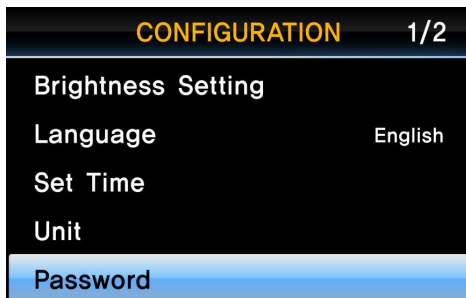 CONFIGURATION 1/2
Brightness Setting
Language English
Set Time
Unit
Password